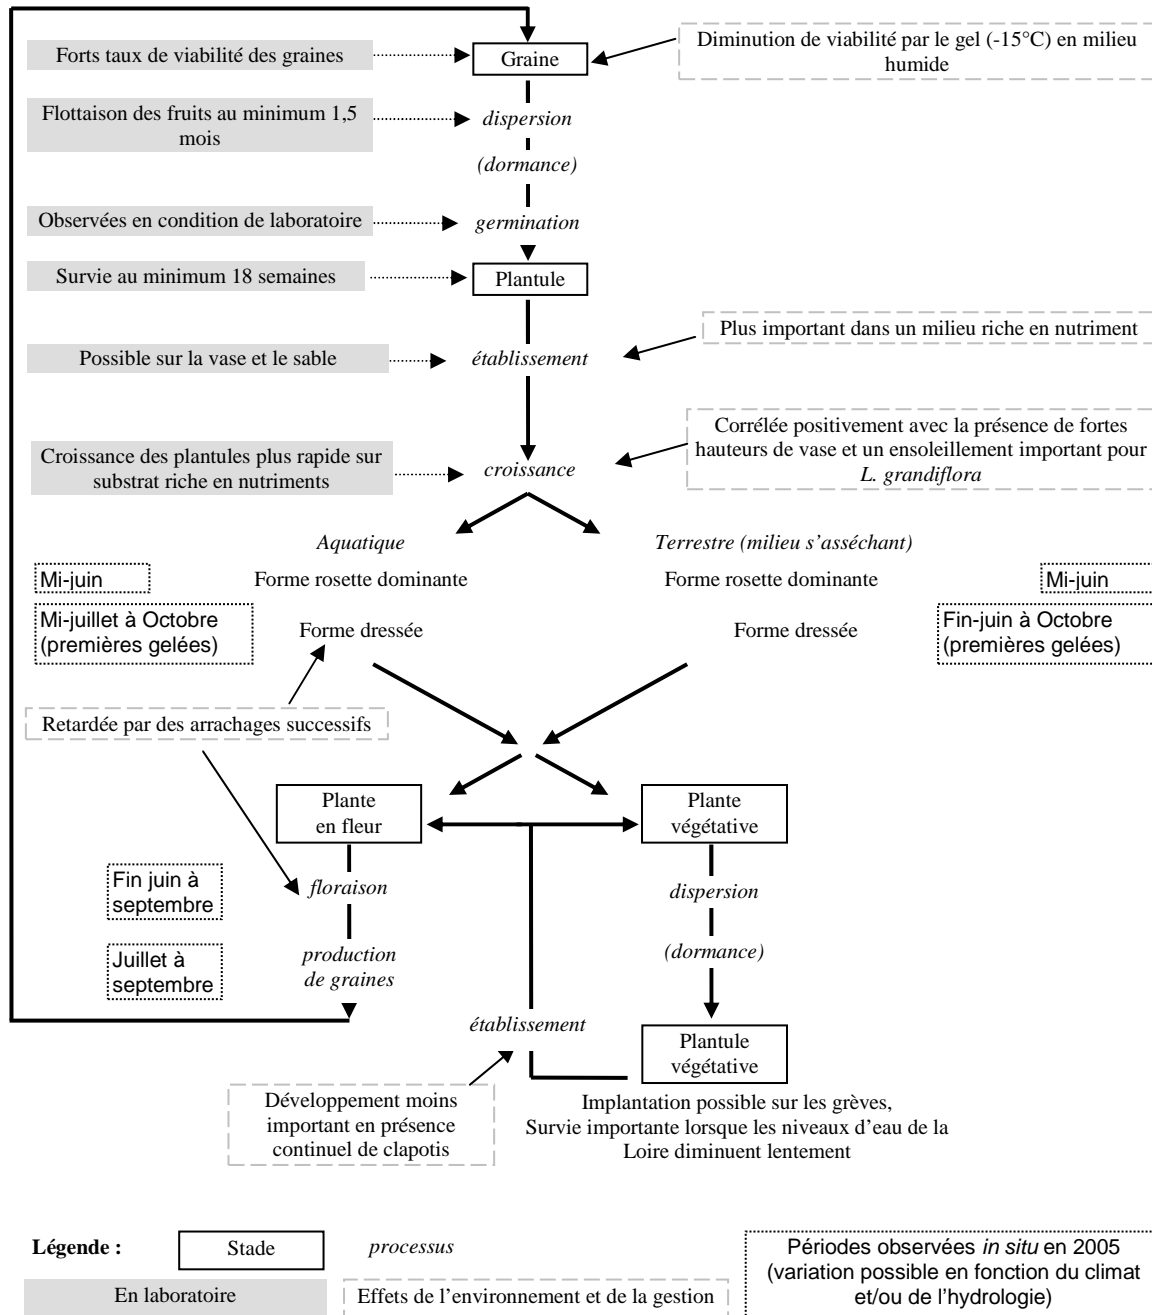 Forts taux de viabilité des graines
Graine
Diminution de viabilité par le gel (-15°C) en milieu
humide
Flottaison des fruits au minimum 1,5
mois
dispersion
(dormance)
Observées en condition de laboratoire
germination
Survie au minimum 18 semaines
Plantule
Plus important dans un milieu riche en nutriment
Possible sur la vase et le sable
établissement
Corrélée positivement avec la présence de fortes
hauteurs de vase et un ensoleillement important pour
L. grandiflora
Croissance des plantules plus rapide sur
substrat riche en nutriments
croissance
Aquatique
Terrestre (milieu s’asséchant)
Mi-juin
Forme rosette dominante
Forme rosette dominante
Mi-juin
Mi-juillet à Octobre
(premières gelées)
Forme dressée
Forme dressée
Fin-juin à Octobre
(premières gelées)
Retardée par des arrachages successifs
Plante
en fleur
Plante
végétative
Fin juin à
septembre
floraison
dispersion
Juillet à
septembre
production
de graines
(dormance)
établissement
Plantule
végétative
Développement moins
important en présence
continuel de clapotis
Implantation possible sur les grèves,
Survie importante lorsque les niveaux d’eau de la
Loire diminuent lentement
Légende :
Stade
processus
Périodes observées in situ en 2005
(variation possible en fonction du climat
et/ou de l’hydrologie)
En laboratoire
Effets de l’environnement et de la gestion